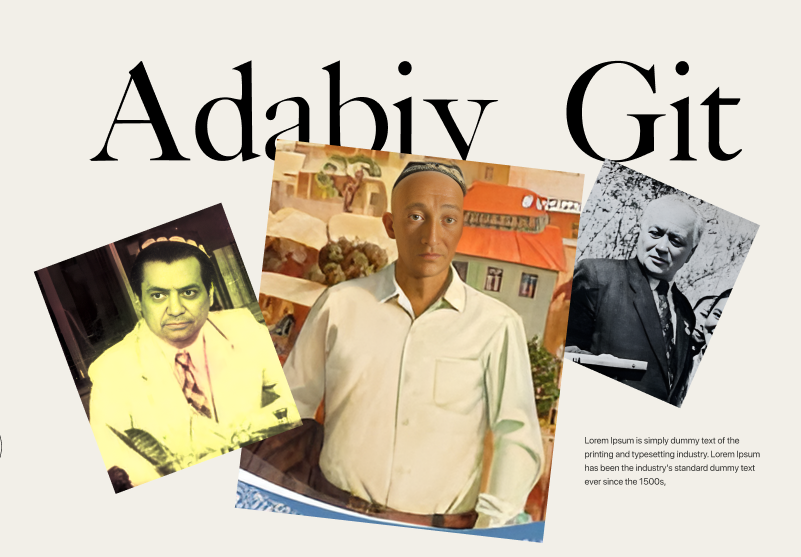 Adabiy Git
Lorem Ipsum is simply dummy text of the
printing and typesetting industry. Lorem Ipsum
has been the industry's standard dummy text
ever since the 1500s,